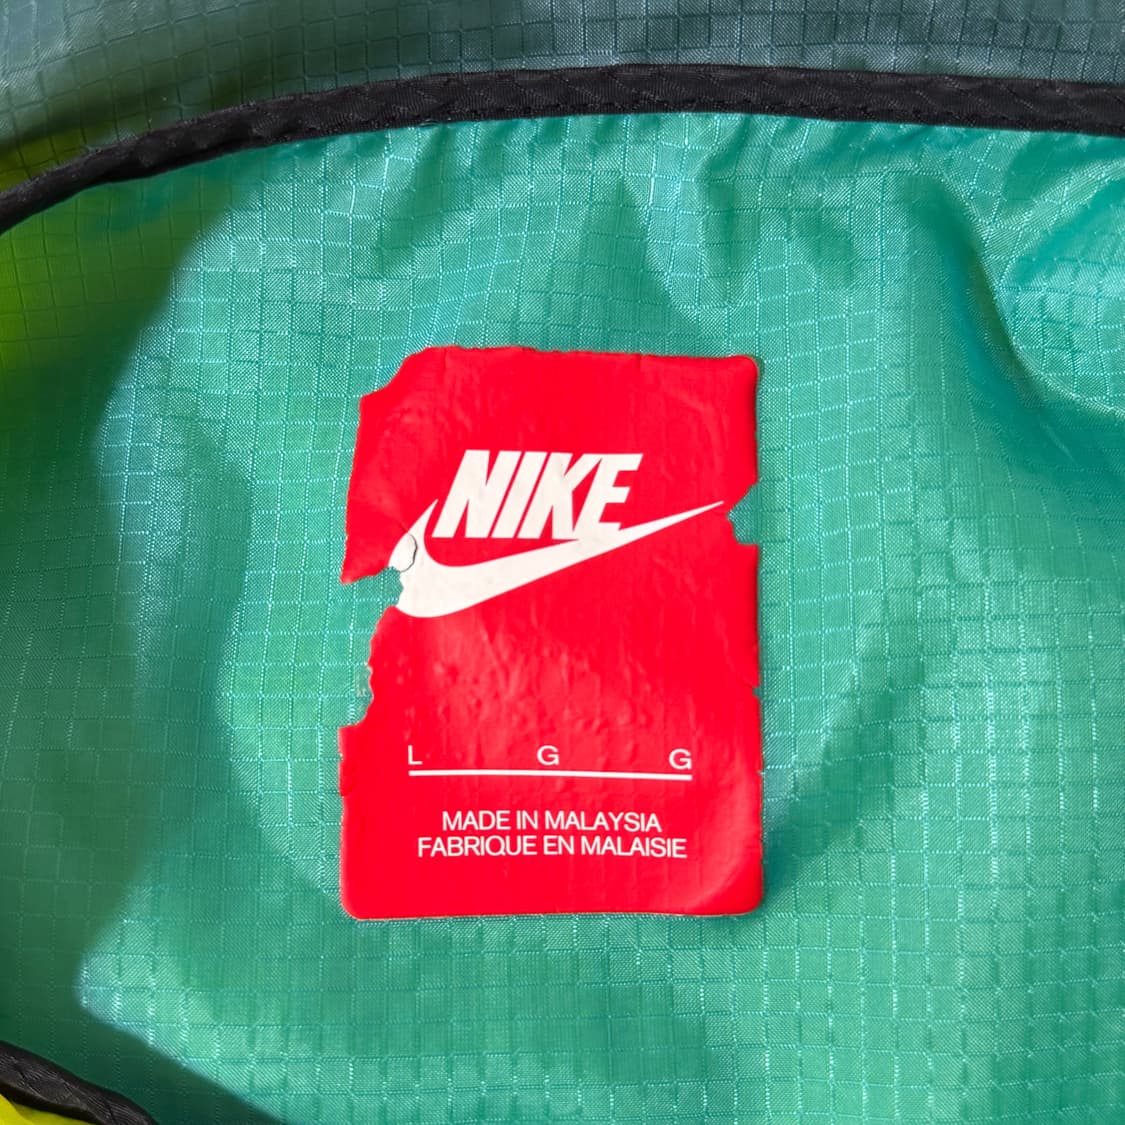 NIKE
L G G
MADE IN MALAYSIA
FABRIQUE EN MALAISIE